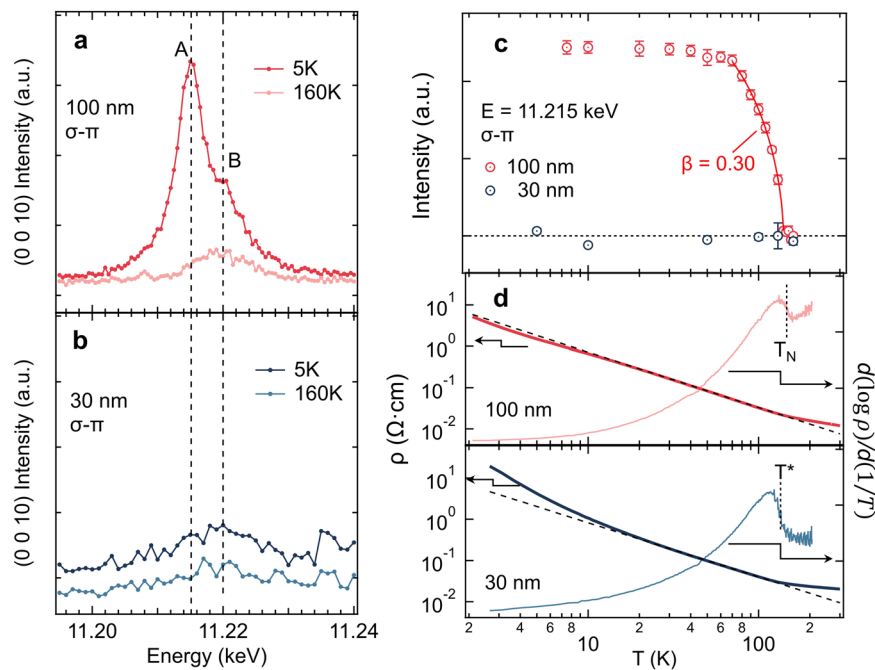 a
A
B
5K
160K
100 nm
σ-π
(0 0 10) Intensity (a.u.)
b
5K
160K
30 nm
σ-π
(0 0 10) Intensity (a.u.)
11.20
11.22
11.24
Energy (keV)
c
E = 11.215 keV
σ-π
100 nm
30 nm
β = 0.30
Intensity (a.u.)
d
10¹
10⁰
10⁻¹
10⁻²
T_N
100 nm
ρ (Ω·cm)
d(log ρ)/d(1/T)
10¹
10⁰
10⁻¹
10⁻²
T*
30 nm
2 4 6 8 2 4 6 8 2
10 100
T (K)